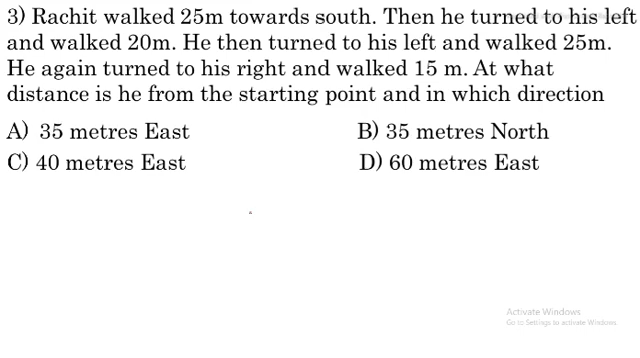 3) Rachit walked 25m towards south. Then he turned to his left
and walked 20m. He then turned to his left and walked 25m.
He again turned to his right and walked 15 m. At what
distance is he from the starting point and in which direction
A) 35 metres East B) 35 metres North
C) 40 metres East D) 60 metres East
Activate Windows
Go to Settings to activate Windows.